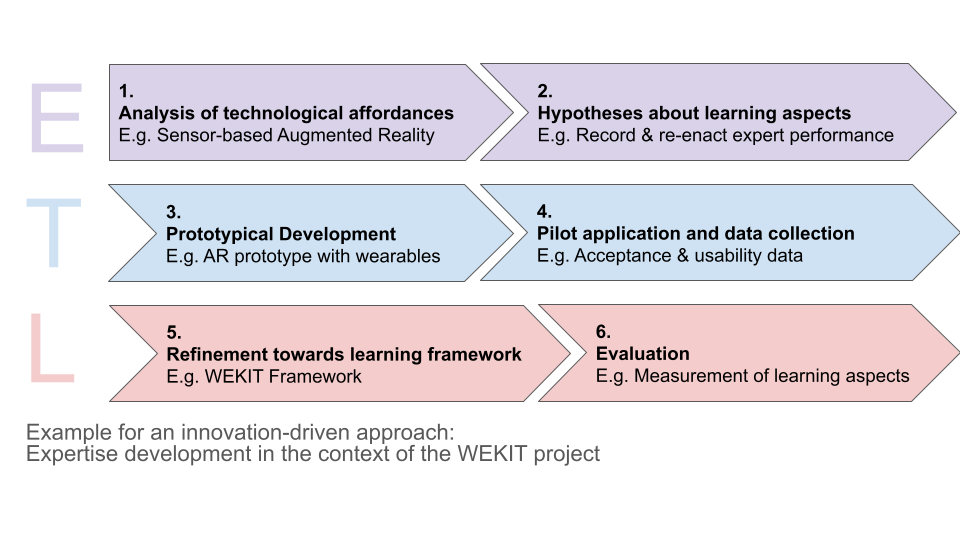 E
1.
Analysis of technological affordances
E.g. Sensor-based Augmented Reality
2.
Hypotheses about learning aspects
E.g. Record & re-enact expert performance
T
3.
Prototypical Development
E.g. AR prototype with wearables
4.
Pilot application and data collection
E.g. Acceptance & usability data
L
5.
Refinement towards learning framework
E.g. WEKIT Framework
6.
Evaluation
E.g. Measurement of learning aspects
Example for an innovation-driven approach:
Expertise development in the context of the WEKIT project